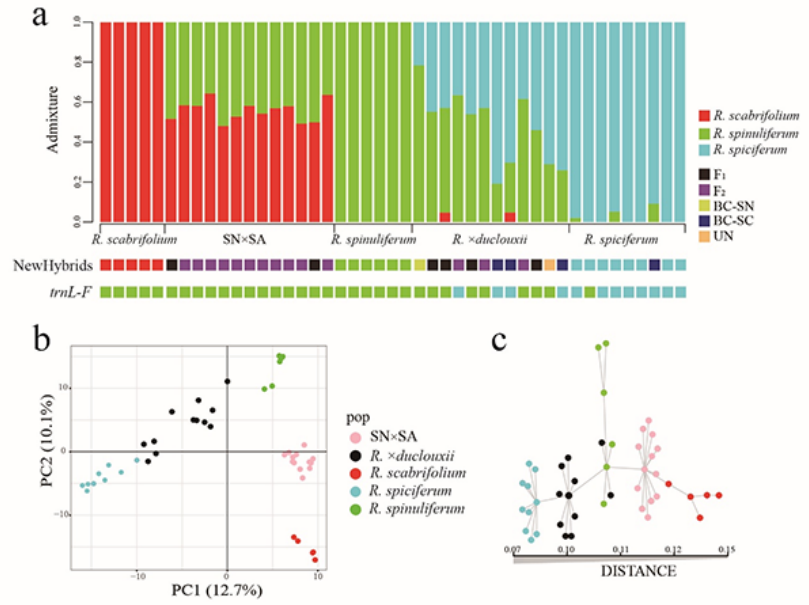 a
1.0
0.8
0.6
0.4
0.2
0.0
Admixture
R. scabrifolium
SN×SA
R. spinuliferum
R. ×duclouxii
R. spiciferum
NewHybrids
trnL-F
R. scabrifolium
R. spinuliferum
R. spiciferum
F1
F2
BC-SN
BC-SC
UN
b
10
0
−10
PC2 (10.1%)
−10
0
10
PC1 (12.7%)
pop
SN×SA
R. ×duclouxii
R. scabrifolium
R. spiciferum
R. spinuliferum
c
0.07
0.10
0.11
0.12
0.15
DISTANCE